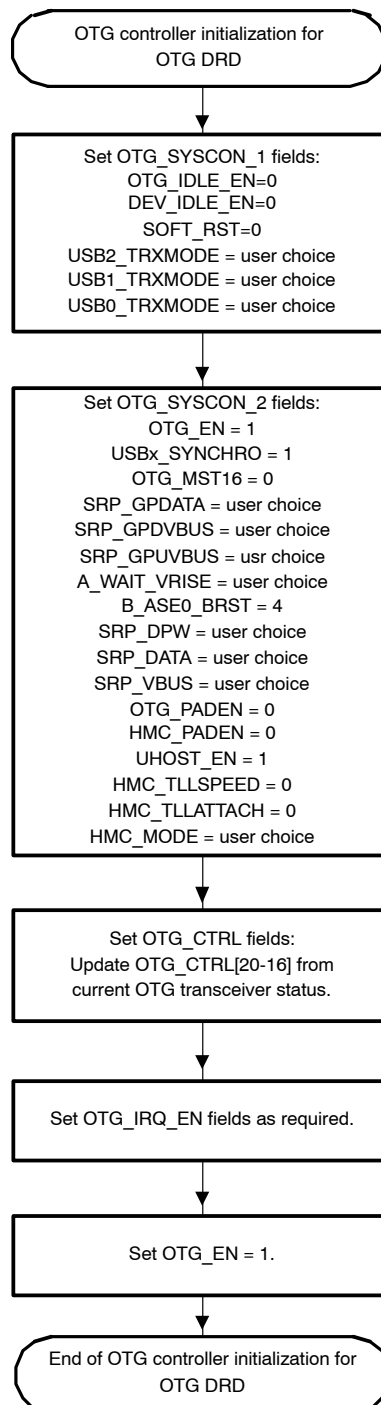 OTG controller initialization for
OTG DRD
Set OTG_SYSCON_1 fields:
OTG_IDLE_EN=0
DEV_IDLE_EN=0
SOFT_RST=0
USB2_TRXMODE = user choice
USB1_TRXMODE = user choice
USB0_TRXMODE = user choice
Set OTG_SYSCON_2 fields:
OTG_EN = 1
USBx_SYNCHRO = 1
OTG_MST16 = 0
SRP_GPDATA = user choice
SRP_GPDVBUS = user choice
SRP_GPUVBUS = usr choice
A_WAIT_VRISE = user choice
B_ASE0_BRST = 4
SRP_DPW = user choice
SRP_DATA = user choice
SRP_VBUS = user choice
OTG_PADEN = 0
HMC_PADEN = 0
UHOST_EN = 1
HMC_TLLSPEED = 0
HMC_TLLATTACH = 0
HMC_MODE = user choice
Set OTG_CTRL fields:
Update OTG_CTRL[20-16] from
current OTG transceiver status.
Set OTG_IRQ_EN fields as required.
Set OTG_EN = 1.
End of OTG controller initialization for
OTG DRD